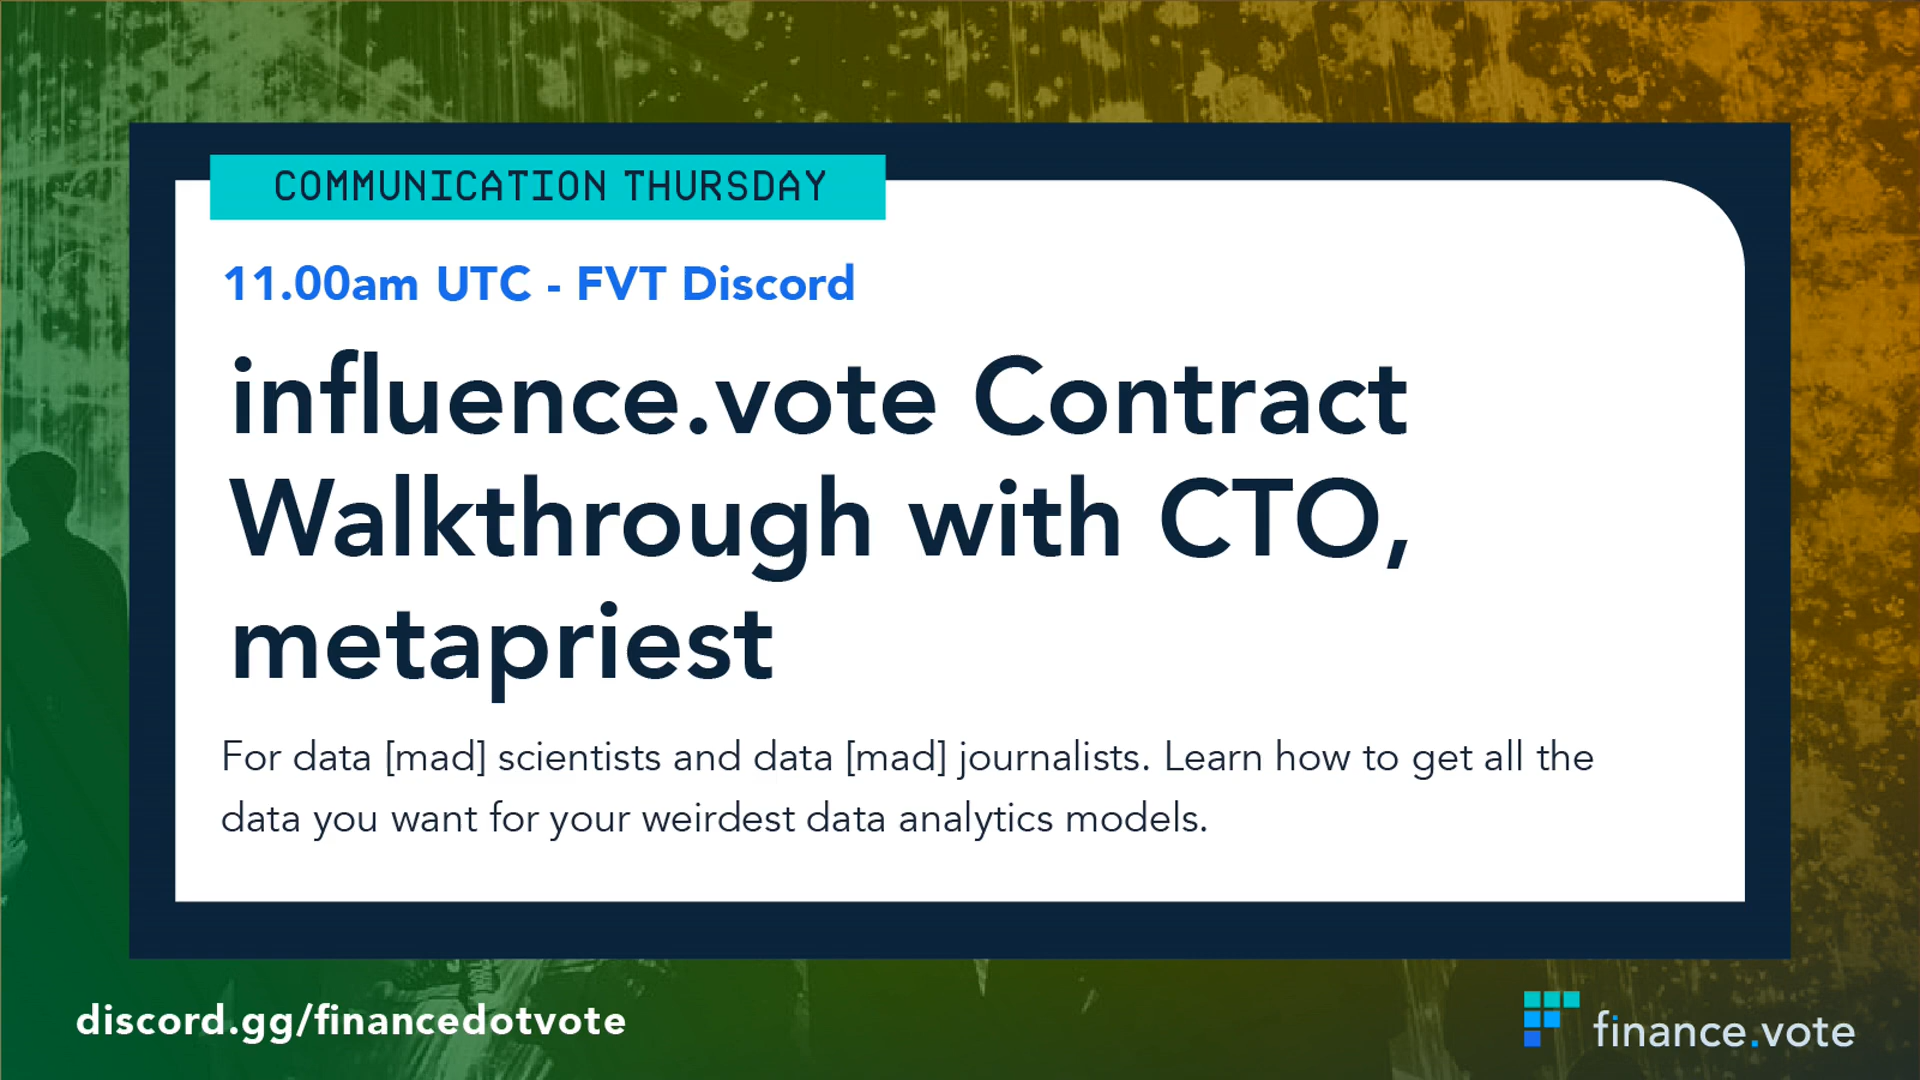 COMMUNICATION THURSDAY
11.00am UTC - FVT Discord
influence.vote Contract
Walkthrough with CTO,
metapriest
For data [mad] scientists and data [mad] journalists. Learn how to get all the
data you want for your weirdest data analytics models.
discord.gg/financedotvote
finance.vote